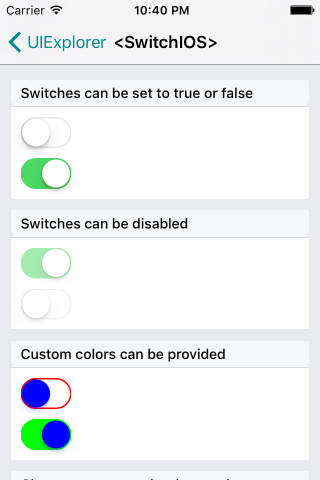 Carrier 10:40 PM
UIExplorer <SwitchIOS>
Switches can be set to true or false
Switches can be disabled
Custom colors can be provided